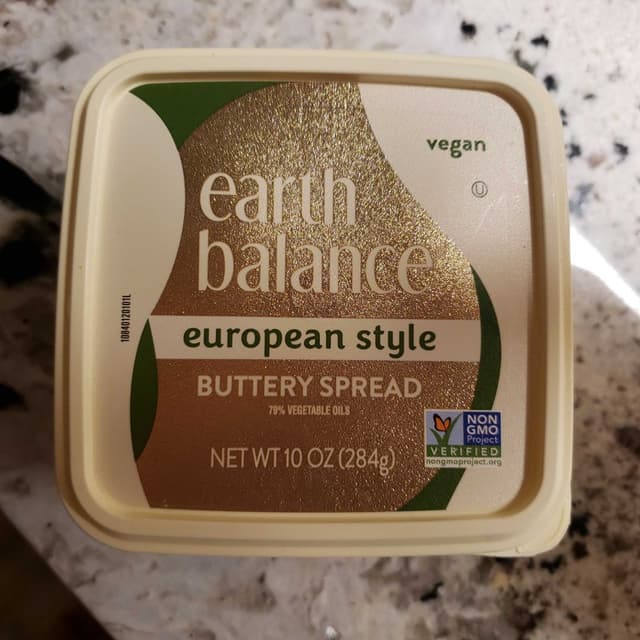 vegan
U
earth
balance
european style
BUTTERY SPREAD
79% VEGETABLE OILS
NET WT 10 OZ (284g)
NON
GMO
Project
VERIFIED
nongmoproject.org